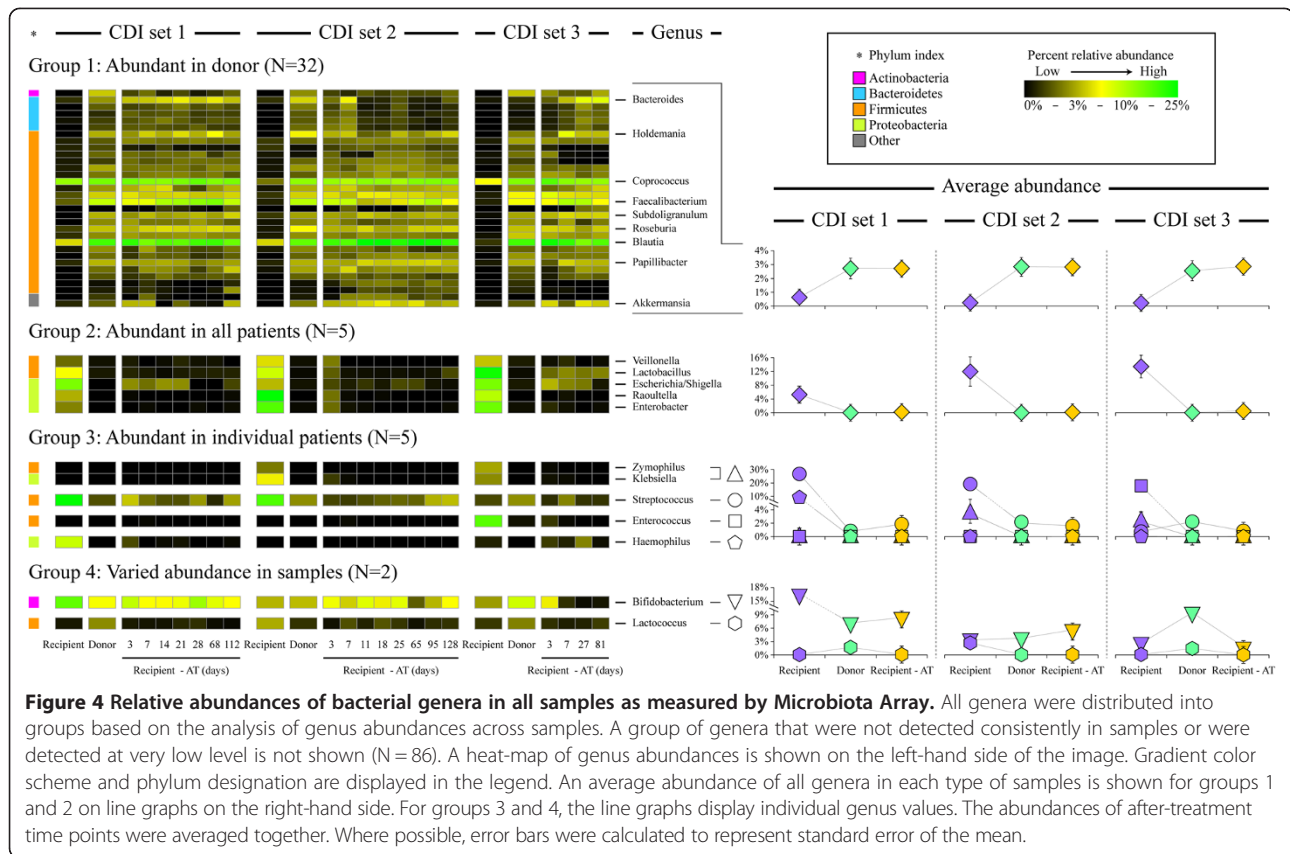 * CDI set 1 CDI set 2 CDI set 3 Genus
Group 1: Abundant in donor (N=32)
Bacteroides
Holdemania
Coprococcus
Faecalibacterium
Subdoligranulum
Roseburia
Blautia
Papillibacter
Akkermansia
Group 2: Abundant in all patients (N=5)
Veillonella
Lactobacillus
Escherichia/Shigella
Raoultella
Enterobacter
Group 3: Abundant in individual patients (N=5)
Zymophilus
Klebsiella
Streptococcus
Enterococcus
Haemophilus
Group 4: Varied abundance in samples (N=2)
Bifidobacterium
Lactococcus
Recipient Donor 3 7 14 21 28 68 112 Recipient Donor 3 7 11 18 25 65 95 128 Recipient Donor 3 7 27 81
Recipient - AT (days) Recipient - AT (days) Recipient - AT (days)
* Phylum index
Actinobacteria
Bacteroidetes
Firmicutes
Proteobacteria
Other
Percent relative abundance
Low High
0% - 3% - 10% - 25%
Average abundance
CDI set 1 CDI set 2 CDI set 3
4%
3%
2%
1%
0%
16%
12%
8%
4%
0%
30%
20%
10%
4%
2%
0%
18%
15%
9%
6%
3%
0%
Recipient Donor Recipient - AT Recipient Donor Recipient - AT Recipient Donor Recipient - AT
Figure 4 Relative abundances of bacterial genera in all samples as measured by Microbiota Array. All genera were distributed into
groups based on the analysis of genus abundances across samples. A group of genera that were not detected consistently in samples or were
detected at very low level is not shown (N = 86). A heat-map of genus abundances is shown on the left-hand side of the image. Gradient color
scheme and phylum designation are displayed in the legend. An average abundance of all genera in each type of samples is shown for groups 1
and 2 on line graphs on the right-hand side. For groups 3 and 4, the line graphs display individual genus values. The abundances of after-treatment
time points were averaged together. Where possible, error bars were calculated to represent standard error of the mean.